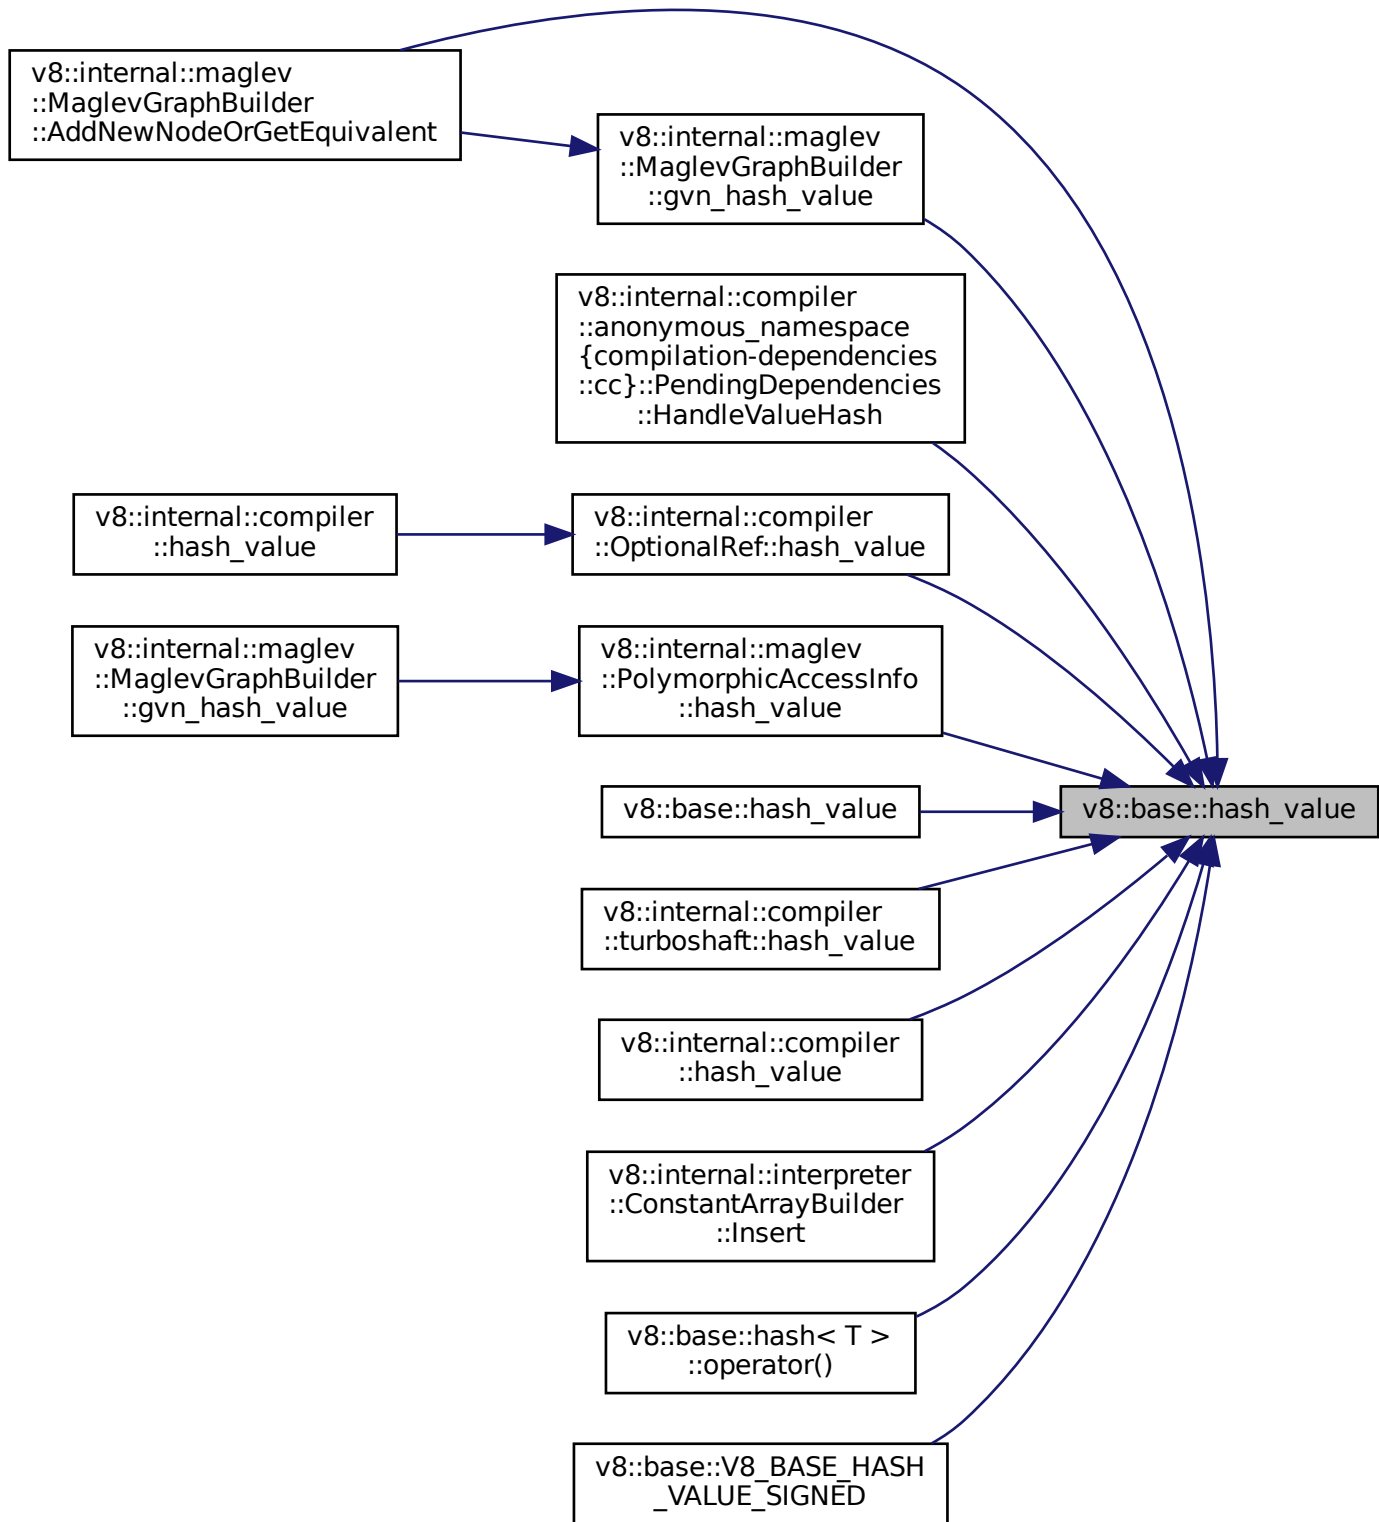 v8::internal::maglev
::MaglevGraphBuilder
::AddNewNodeOrGetEquivalent
v8::internal::maglev
::MaglevGraphBuilder
::gvn_hash_value
v8::internal::compiler
::anonymous_namespace
{compilation-dependencies
::cc}::PendingDependencies
::HandleValueHash
v8::internal::compiler
::hash_value
v8::internal::compiler
::OptionalRef::hash_value
v8::internal::maglev
::MaglevGraphBuilder
::gvn_hash_value
v8::internal::maglev
::PolymorphicAccessInfo
::hash_value
v8::base::hash_value
v8::base::hash_value
v8::internal::compiler
::turboshaft::hash_value
v8::internal::compiler
::hash_value
v8::internal::interpreter
::ConstantArrayBuilder
::Insert
v8::base::hash< T >
::operator()
v8::base::V8_BASE_HASH
_VALUE_SIGNED